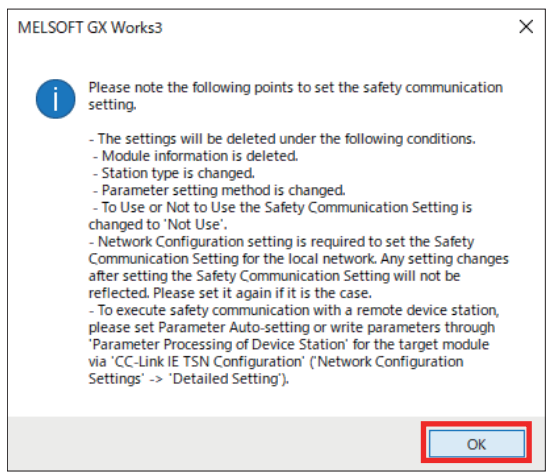 MELSOFT GX Works3
Please note the following points to set the safety communication
setting.
- The settings will be deleted under the following conditions.
- Module information is deleted.
- Station type is changed.
- Parameter setting method is changed.
- To Use or Not to Use the Safety Communication Setting is
changed to 'Not Use'.
- Network Configuration setting is required to set the Safety
Communication Setting for the local network. Any setting changes
after setting the Safety Communication Setting will not be
reflected. Please set it again if it is the case.
- To execute safety communication with a remote device station,
please set Parameter Auto-setting or write parameters through
'Parameter Processing of Device Station' for the target module
via 'CC-Link IE TSN Configuration' ('Network Configuration
Settings' -> 'Detailed Setting').
OK